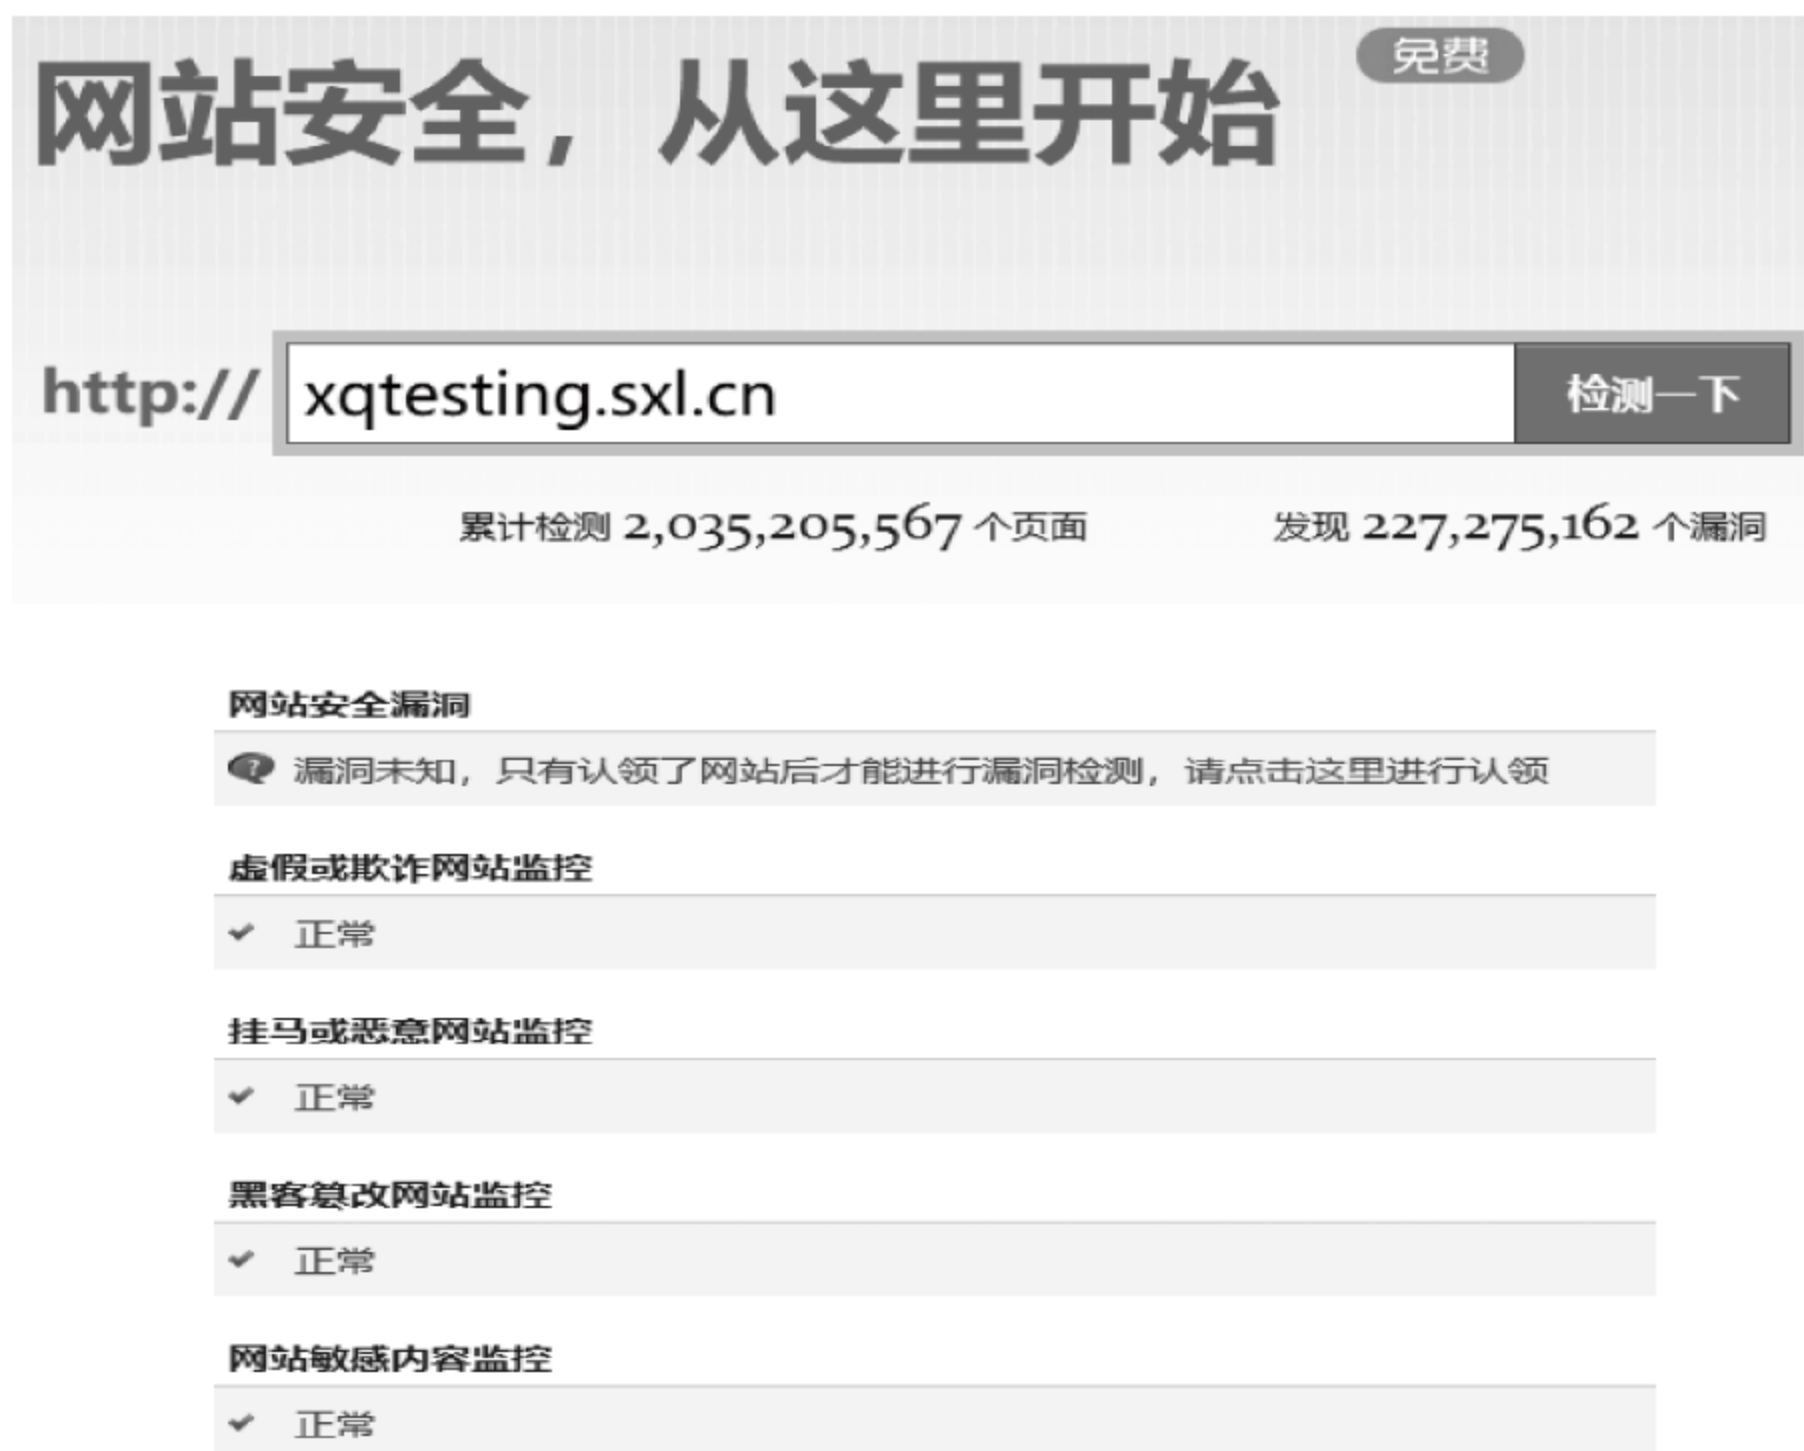 网站安全，从这里开始
免费
http:// xqtesting.sxl.cn 检测一下
累计检测 2,035,205,567 个页面 发现 227,275,162 个漏洞
网站安全漏洞
漏洞未知，只有认领了网站后才能进行漏洞检测，请点击这里进行认领
虚假或欺诈网站监控
正常
挂马或恶意网站监控
正常
黑客篡改网站监控
正常
网站敏感内容监控
正常